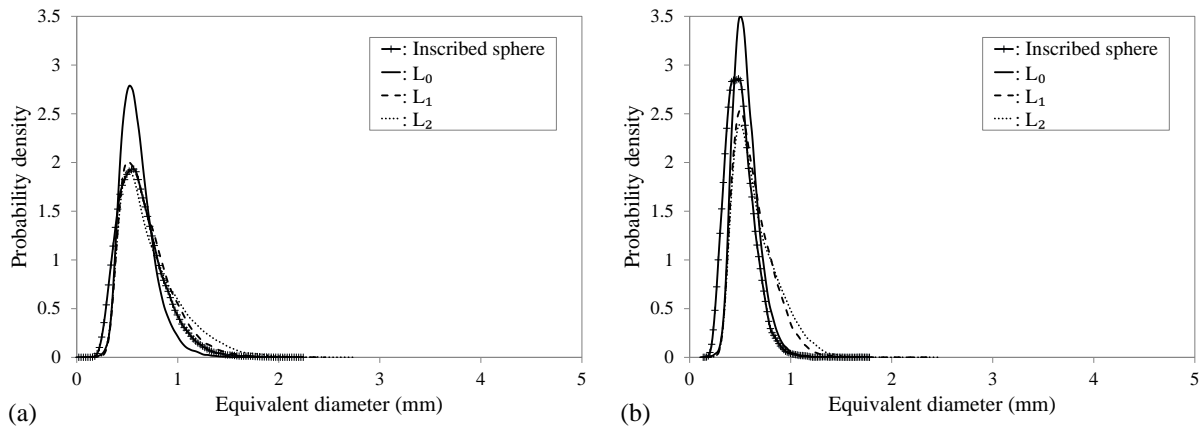 3.5
3
2.5
2
1.5
1
0.5
0
Probability density
: Inscribed sphere
: L₀
: L₁
: L₂
0 1 2 3 4 5
Equivalent diameter (mm)
(a)
3.5
3
2.5
2
1.5
1
0.5
0
Probability density
: Inscribed sphere
: L₀
: L₁
: L₂
0 1 2 3 4 5
Equivalent diameter (mm)
(b)